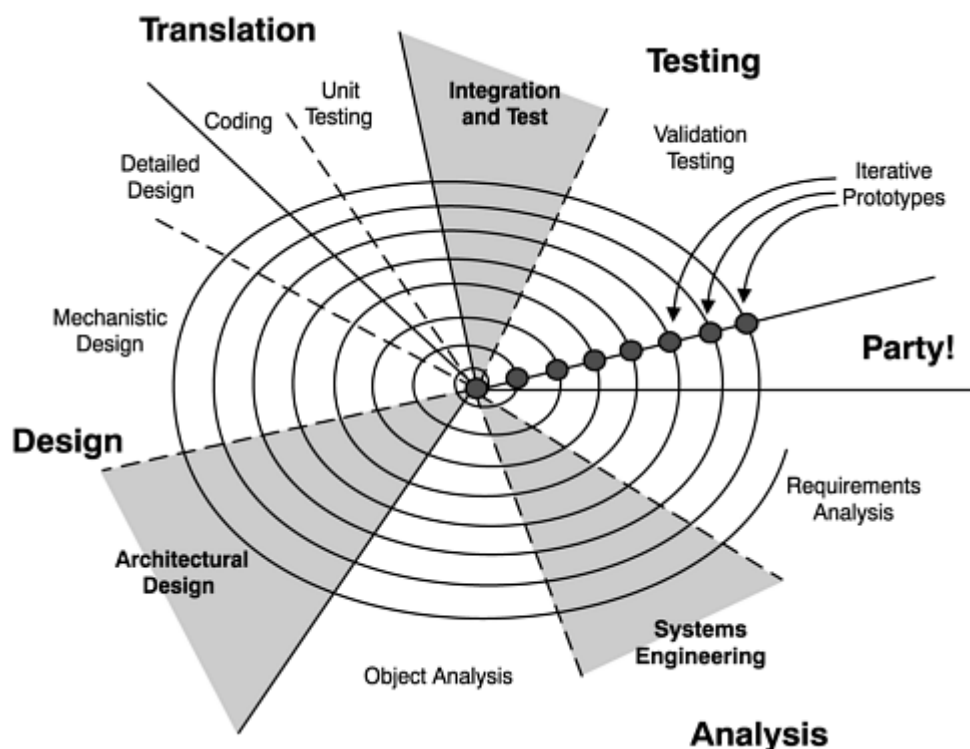 Translation
Testing
Unit
Testing
Integration
and Test
Coding
Validation
Testing
Detailed
Design
Iterative
Prototypes
Mechanistic
Design
Party!
Design
Requirements
Analysis
Architectural
Design
Systems
Engineering
Object Analysis
Analysis